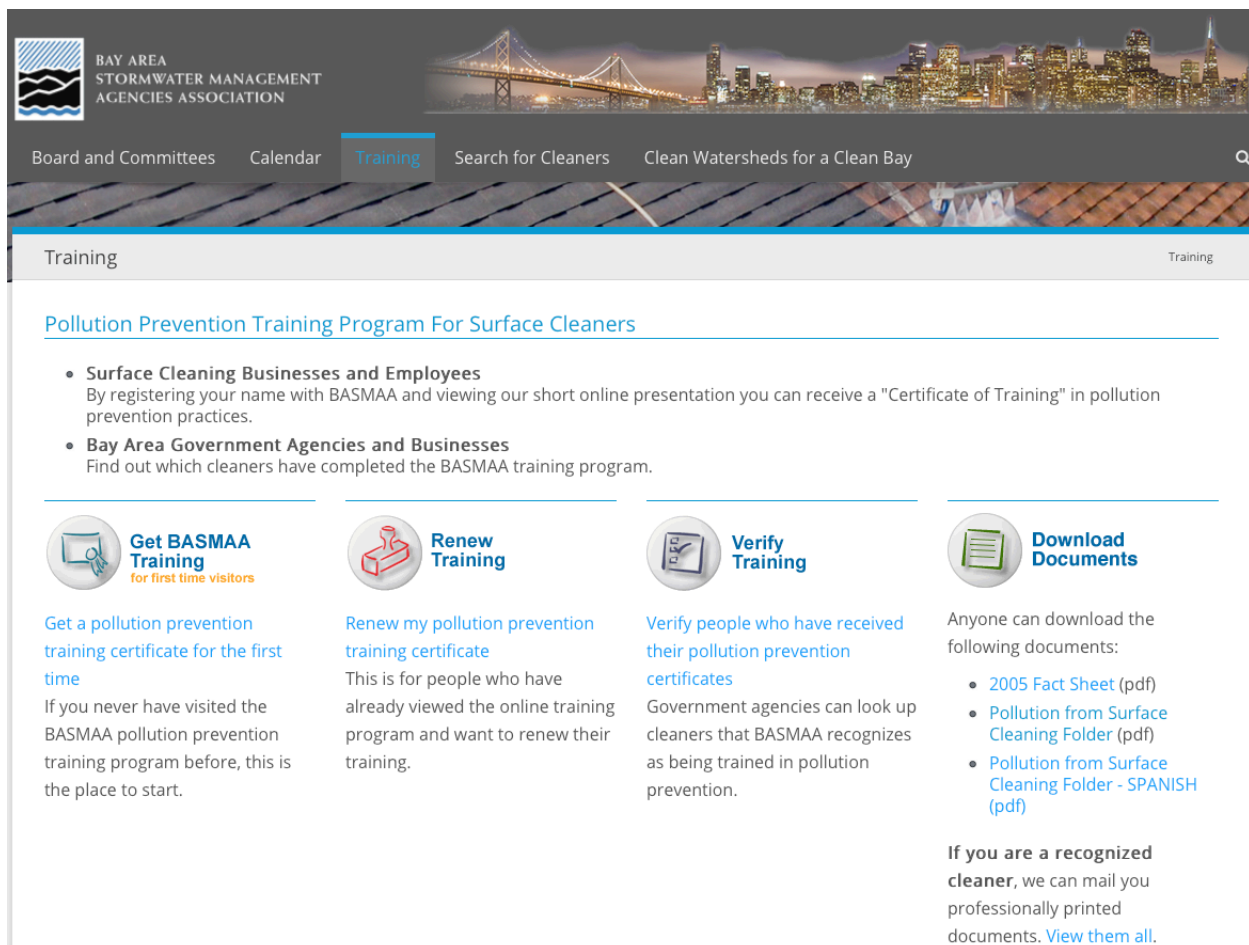 BAY AREA
STORMWATER MANAGEMENT
AGENCIES ASSOCIATION
Board and Committees
Calendar
Training
Search for Cleaners
Clean Watersheds for a Clean Bay
Training
Training
Pollution Prevention Training Program For Surface Cleaners
Surface Cleaning Businesses and Employees
By registering your name with BASMAA and viewing our short online presentation you can receive a "Certificate of Training" in pollution
prevention practices.
Bay Area Government Agencies and Businesses
Find out which cleaners have completed the BASMAA training program.
Get BASMAA
Training
for first time visitors
Get a pollution prevention
training certificate for the first
time
If you never have visited the
BASMAA pollution prevention
training program before, this is
the place to start.
Renew
Training
Renew my pollution prevention
training certificate
This is for people who have
already viewed the online training
program and want to renew their
training.
Verify
Training
Verify people who have received
their pollution prevention
certificates
Government agencies can look up
cleaners that BASMAA recognizes
as being trained in pollution
prevention.
Download
Documents
Anyone can download the
following documents:
2005 Fact Sheet (pdf)
Pollution from Surface
Cleaning Folder (pdf)
Pollution from Surface
Cleaning Folder - SPANISH
(pdf)
If you are a recognized
cleaner, we can mail you
professionally printed
documents. View them all.